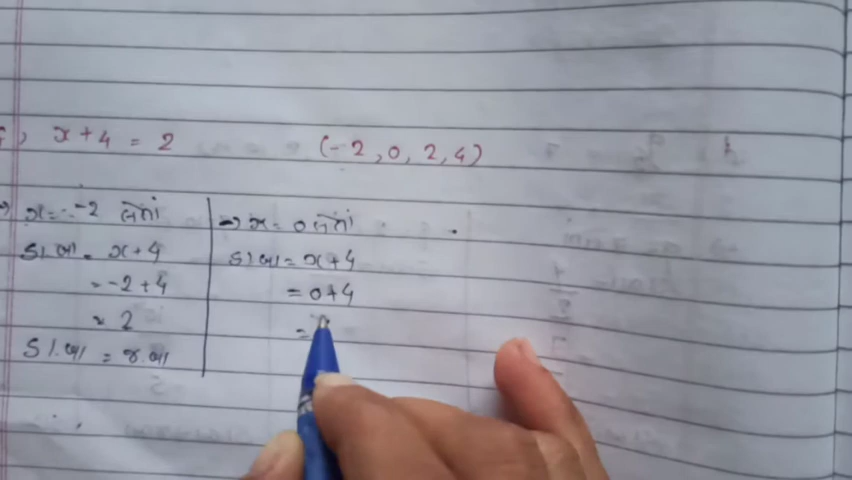 x + 4 = 2 (-2, 0, 2, 4)
→ x = -2 લેતાં
ડા.બા = x + 4
= -2 + 4
= 2
ડા.બા = જ.બા
→ x = 0 લેતાં
ડા.બા = x + 4
= 0 + 4
=